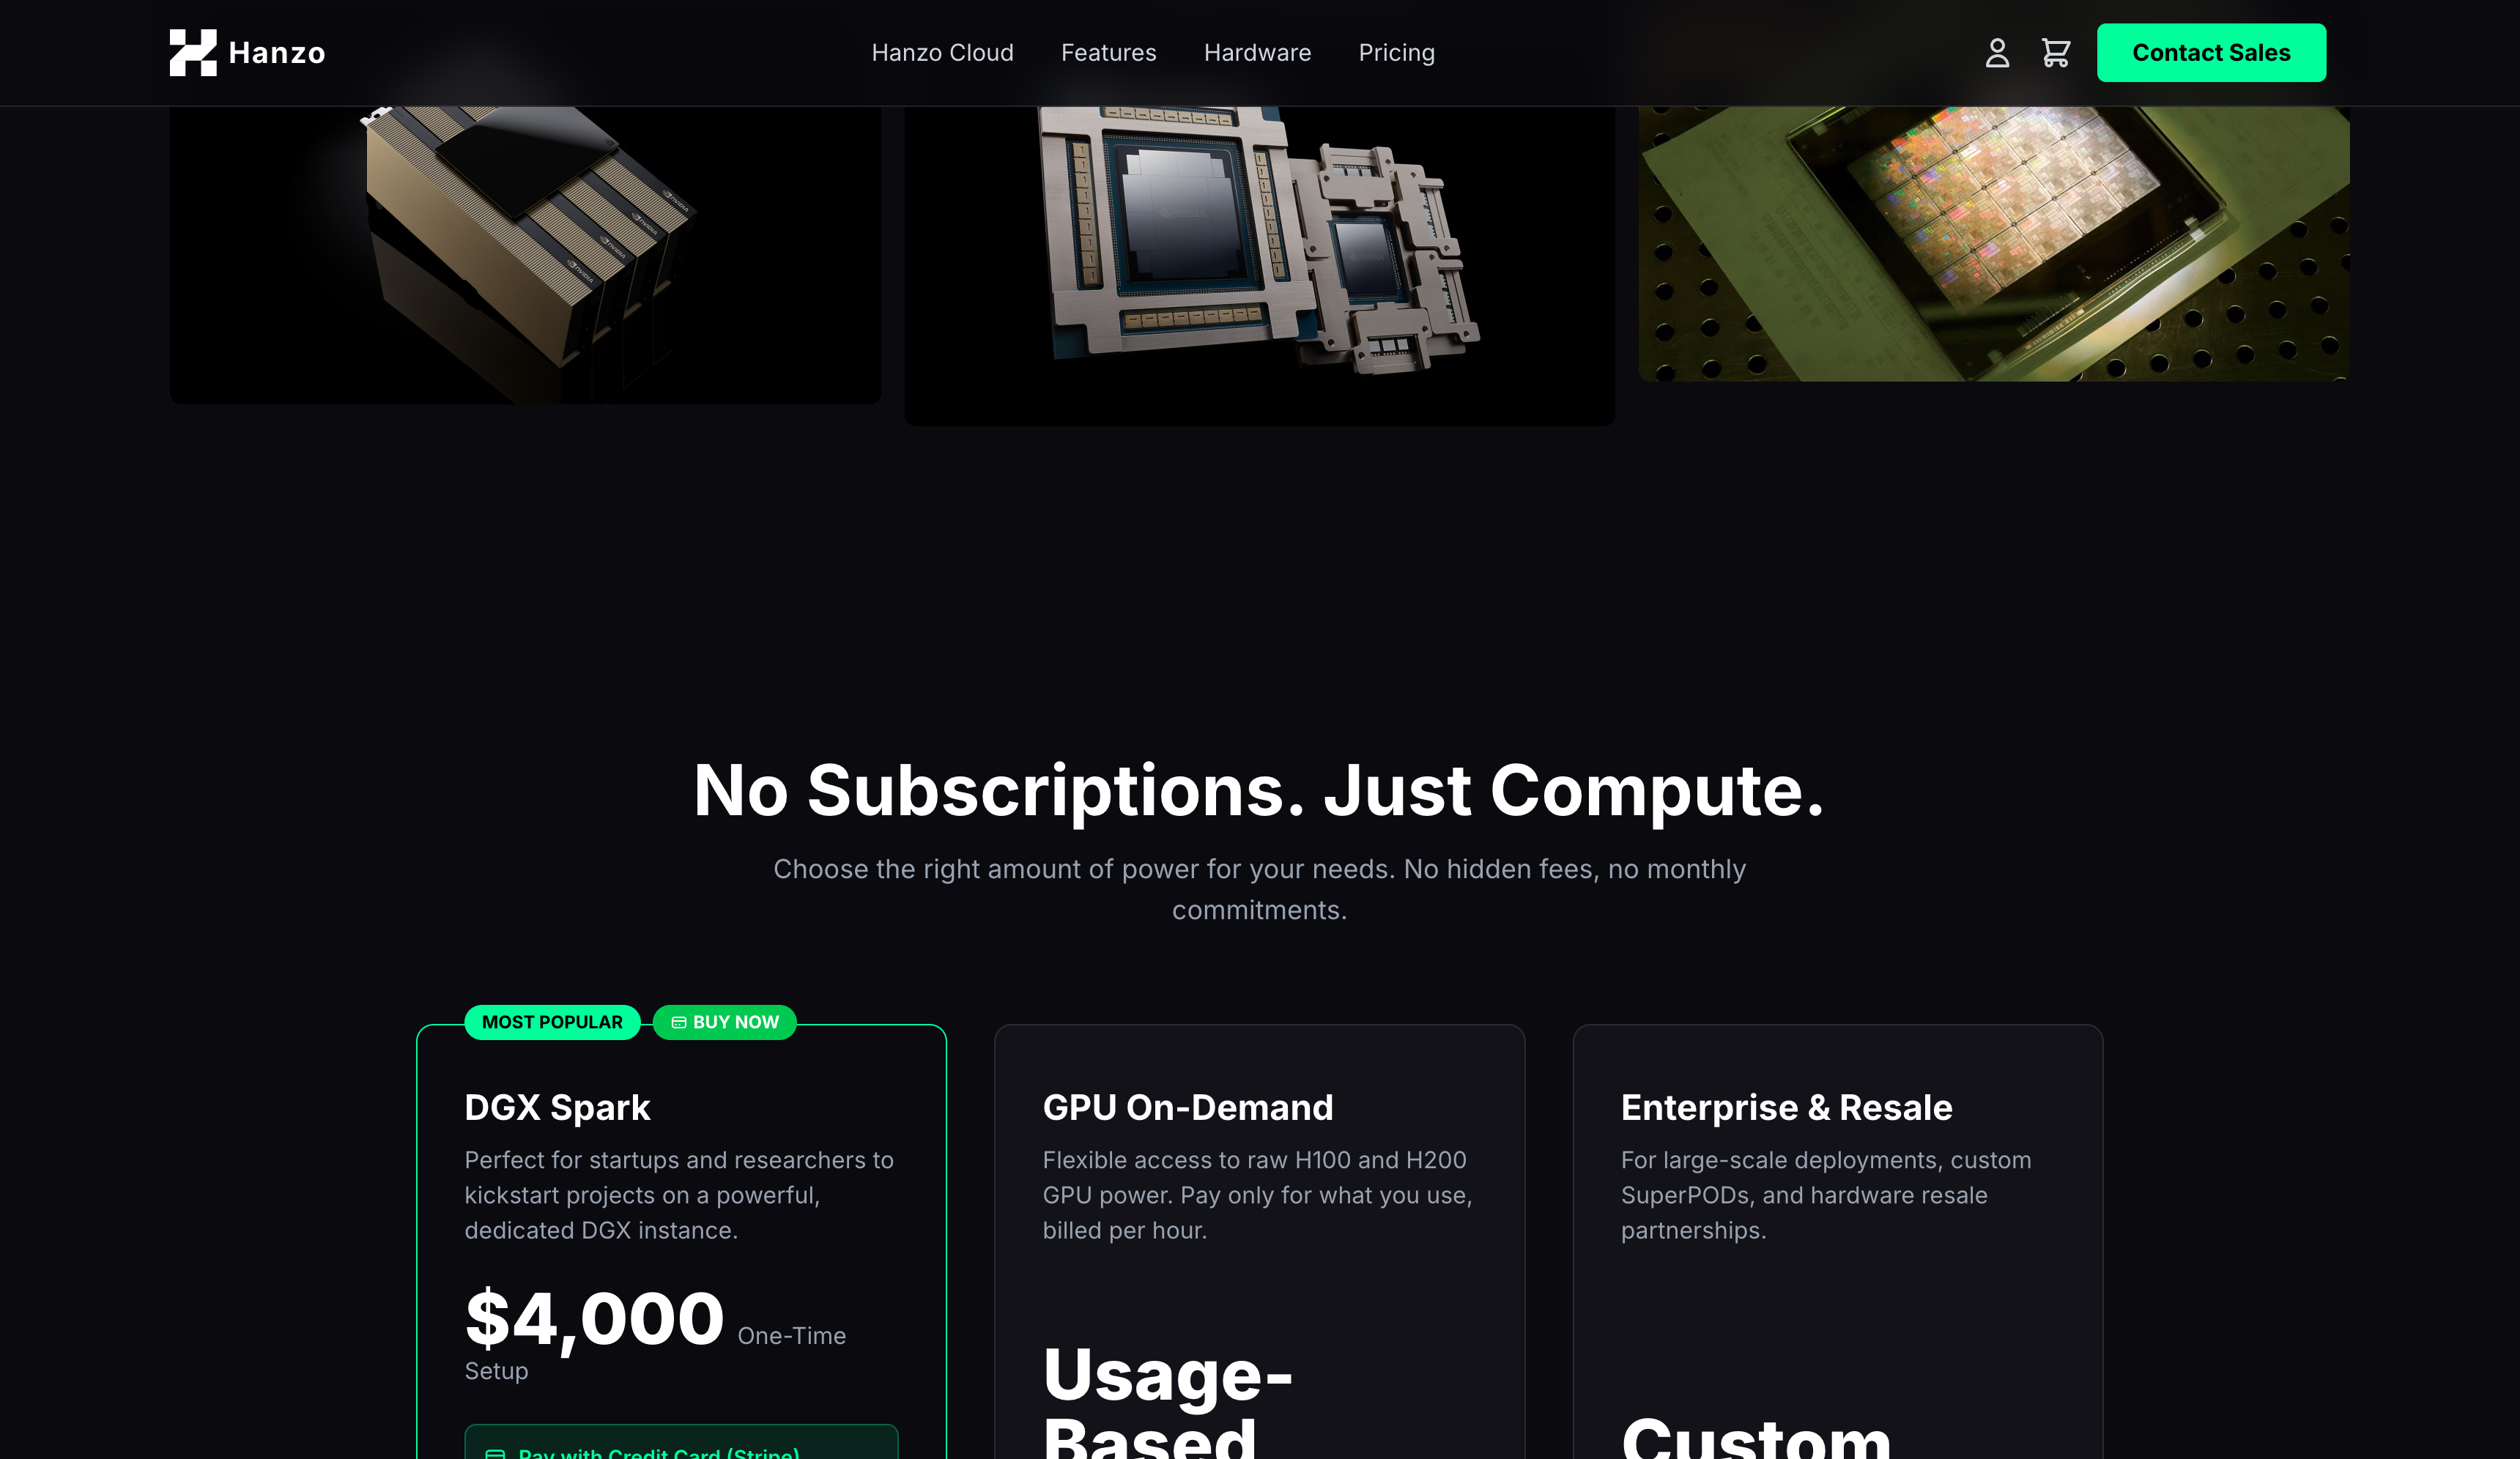 Hanzo
Hanzo Cloud
Features
Hardware
Pricing
Contact Sales
NVIDIA
NVIDIA
NVIDIA
NVIDIA
No Subscriptions. Just Compute.
Choose the right amount of power for your needs. No hidden fees, no monthly
commitments.
MOST POPULAR
BUY NOW
DGX Spark
Perfect for startups and researchers to
kickstart projects on a powerful,
dedicated DGX instance.
$4,000 One-Time
Setup
Pay with Credit Card (Stripe)
GPU On-Demand
Flexible access to raw H100 and H200
GPU power. Pay only for what you use,
billed per hour.
Usage-
Based
Enterprise & Resale
For large-scale deployments, custom
SuperPODs, and hardware resale
partnerships.
Custom